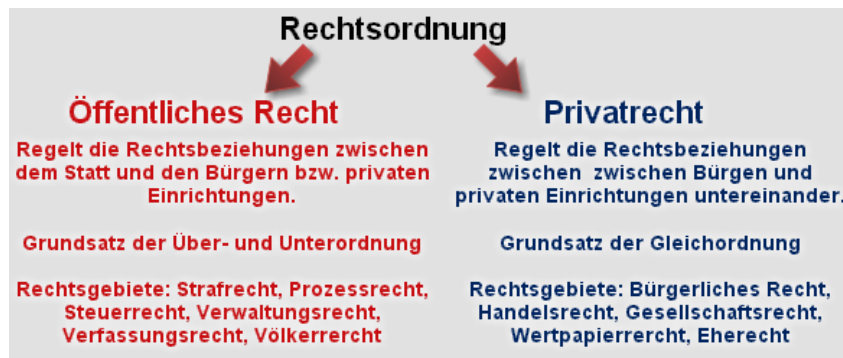 Rechtsordnung
Öffentliches Recht
Regelt die Rechtsbeziehungen zwischen
dem Statt und den Bürgern bzw. privaten
Einrichtungen.
Grundsatz der Über- und Unterordnung
Rechtsgebiete: Strafrecht, Prozessrecht,
Steuerrecht, Verwaltungsrecht,
Verfassungsrecht, Völkerrercht
Privatrecht
Regelt die Rechtsbeziehungen
zwischen zwischen Bürgen und
privaten Einrichtungen untereinander.
Grundsatz der Gleichordnung
Rechtsgebiete: Bürgerliches Recht,
Handelsrecht, Gesellschaftsrecht,
Wertpapierrercht, Eherecht